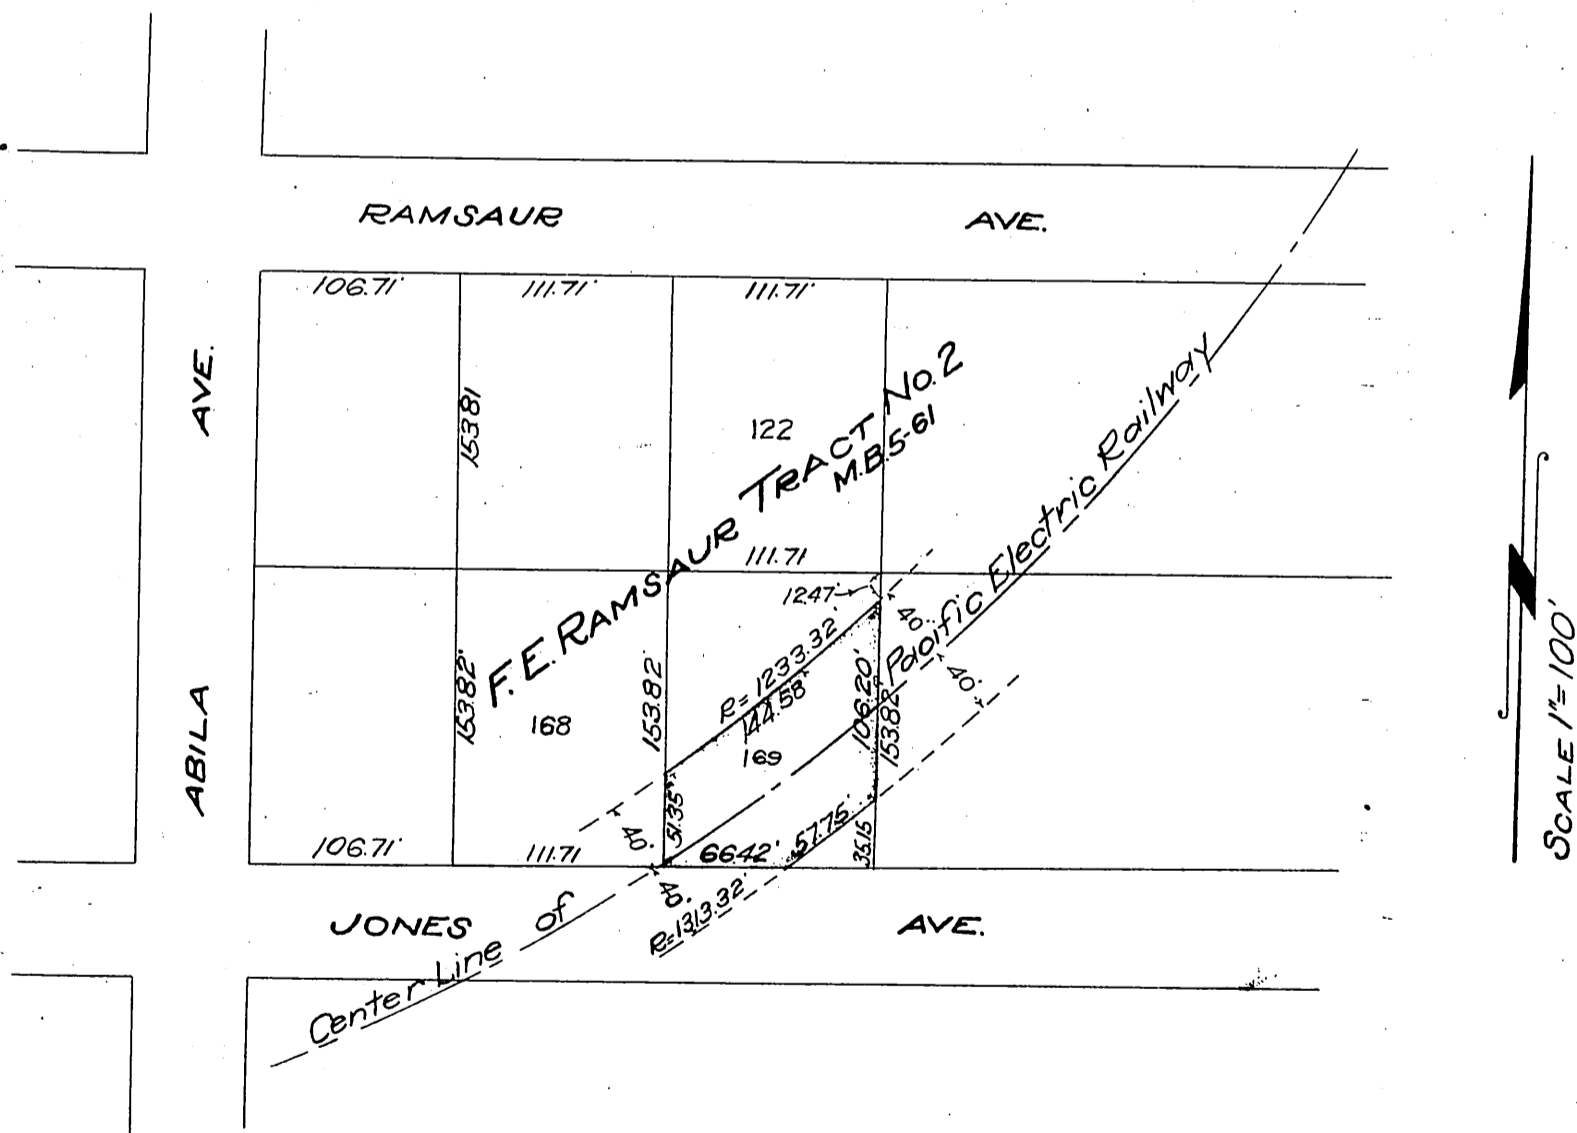 RAMSAUR AVE.
106.71'
111.71'
111.71'
AVE.
ABILA
153.81
122
F. E. RAMSAUR TRACT No. 2
M.B. 5-61
111.71
12.47'
R=1233.32'
144.58'
153.82'
168
153.82'
51.35'
169
106.20'
153.82'
40.
40.
35.15
57.75'
66.42'
106.71'
111.71
40.
40.
R=1313.32'
JONES AVE.
Center Line of Pacific Electric Railway
SCALE 1"=100'